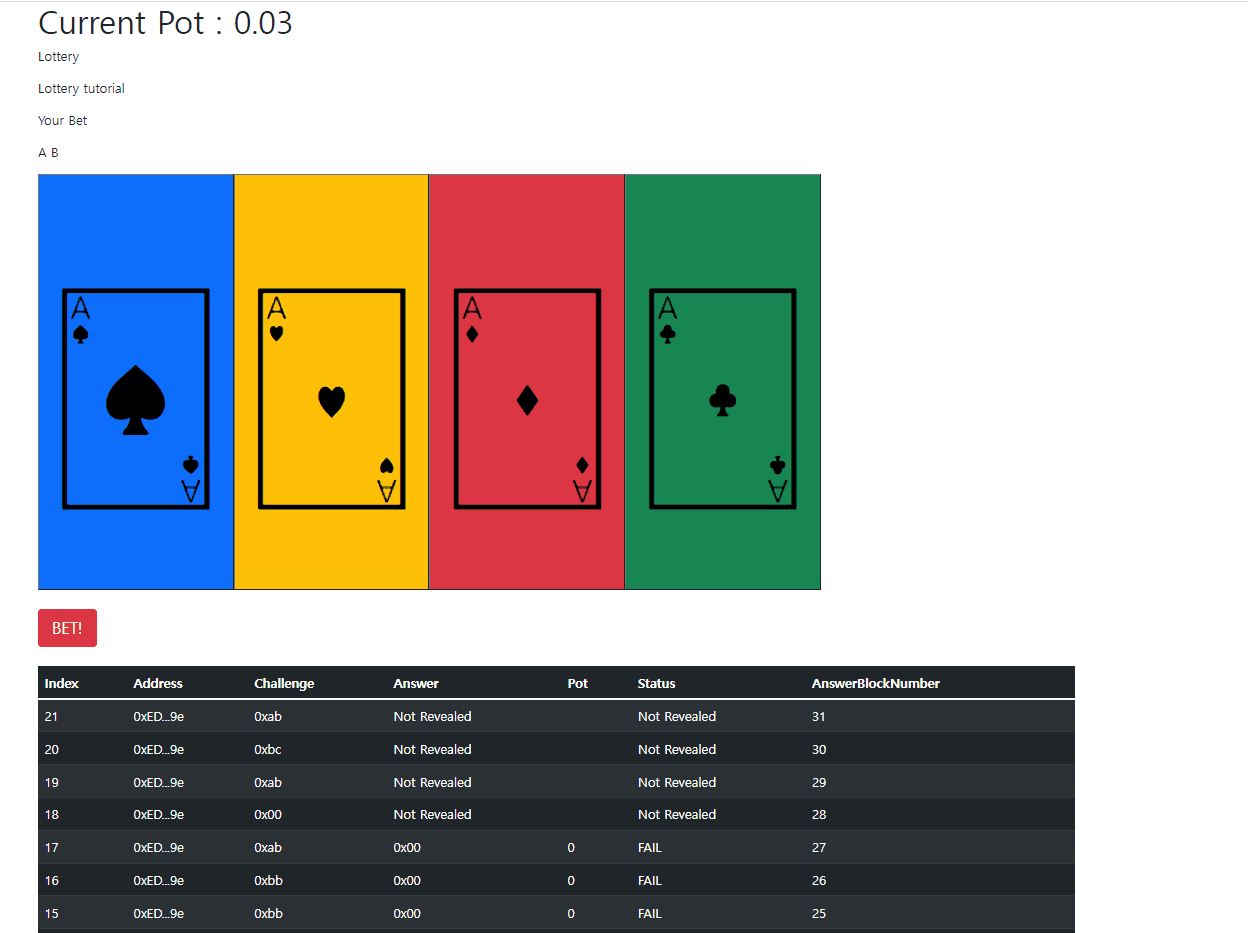 Current Pot : 0.03
Lottery
Lottery tutorial
Your Bet
A B
A A A A
A A A A
BET!
Index Address Challenge Answer Pot Status AnswerBlockNumber
21 0xED...9e 0xab Not Revealed Not Revealed 31
20 0xED...9e 0xbc Not Revealed Not Revealed 30
19 0xED...9e 0xab Not Revealed Not Revealed 29
18 0xED...9e 0x00 Not Revealed Not Revealed 28
17 0xED...9e 0xab 0x00 0 FAIL 27
16 0xED...9e 0xbb 0x00 0 FAIL 26
15 0xED...9e 0xbb 0x00 0 FAIL 25